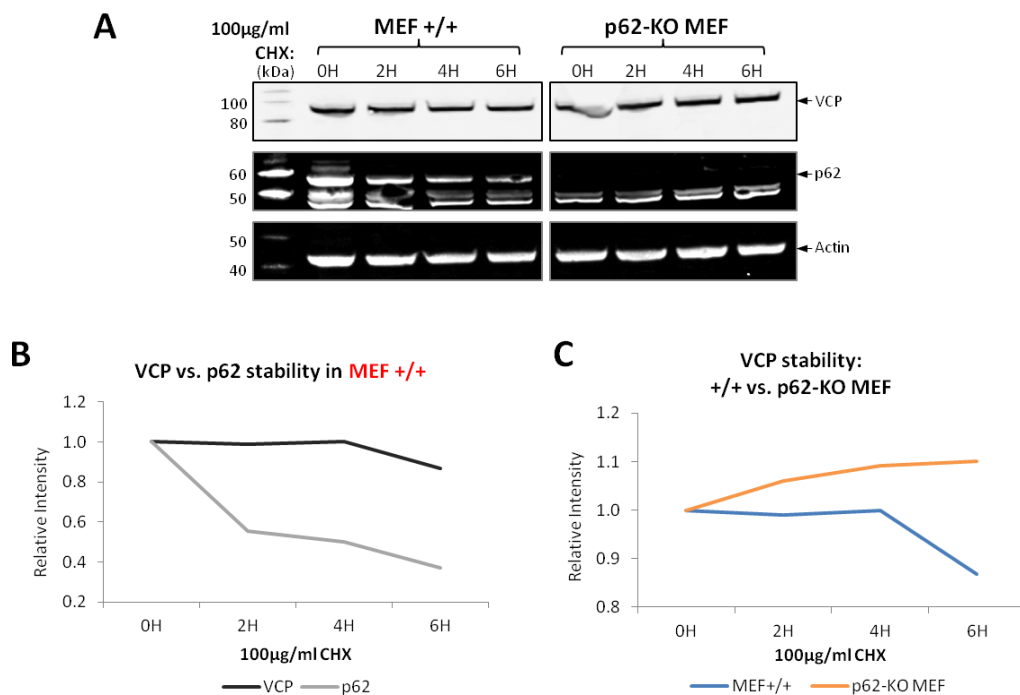 A
100µg/ml
CHX:
(kDa)
MEF +/+
p62-KO MEF
0H 2H 4H 6H
0H 2H 4H 6H
100
80
VCP
60
50
p62
50
40
Actin
B
VCP vs. p62 stability in MEF +/+
1.2
1.0
0.8
0.6
0.4
0.2
Relative Intensity
0H 2H 4H 6H
100µg/ml CHX
VCP p62
C
VCP stability:
+/+ vs. p62-KO MEF
1.2
1.1
1.0
0.9
0.8
Relative Intensity
0H 2H 4H 6H
100µg/ml CHX
MEF+/+ p62-KO MEF